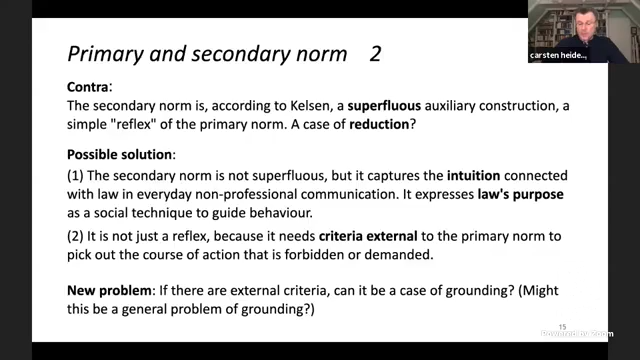 Primary and secondary norm 2
carsten heide...
Contra:
The secondary norm is, according to Kelsen, a superfluous auxiliary construction, a
simple "reflex" of the primary norm. A case of reduction?
Possible solution:
(1) The secondary norm is not superfluous, but it captures the intuition connected
with law in everyday non-professional communication. It expresses law's purpose
as a social technique to guide behaviour.
(2) It is not just a reflex, because it needs criteria external to the primary norm to
pick out the course of action that is forbidden or demanded.
New problem: If there are external criteria, can it be a case of grounding? (Might
this be a general problem of grounding?)
15
Powered by Zoom